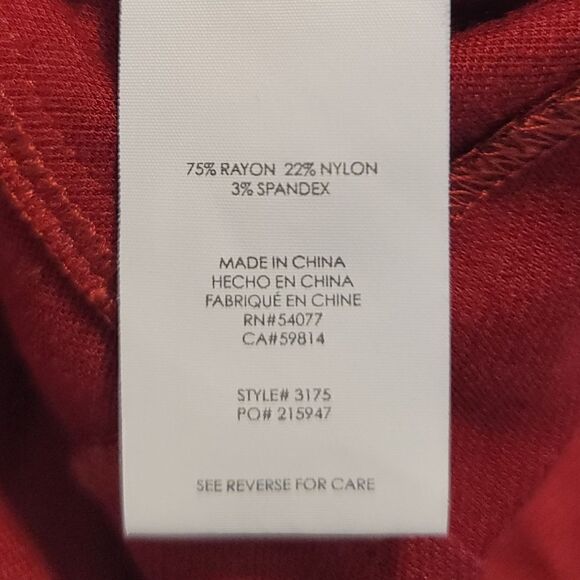 75% RAYON 22% NYLON
3% SPANDEX
MADE IN CHINA
HECHO EN CHINA
FABRIQUÉ EN CHINE
RN#54077
CA#59814
STYLE# 3175
PO# 215947
SEE REVERSE FOR CARE